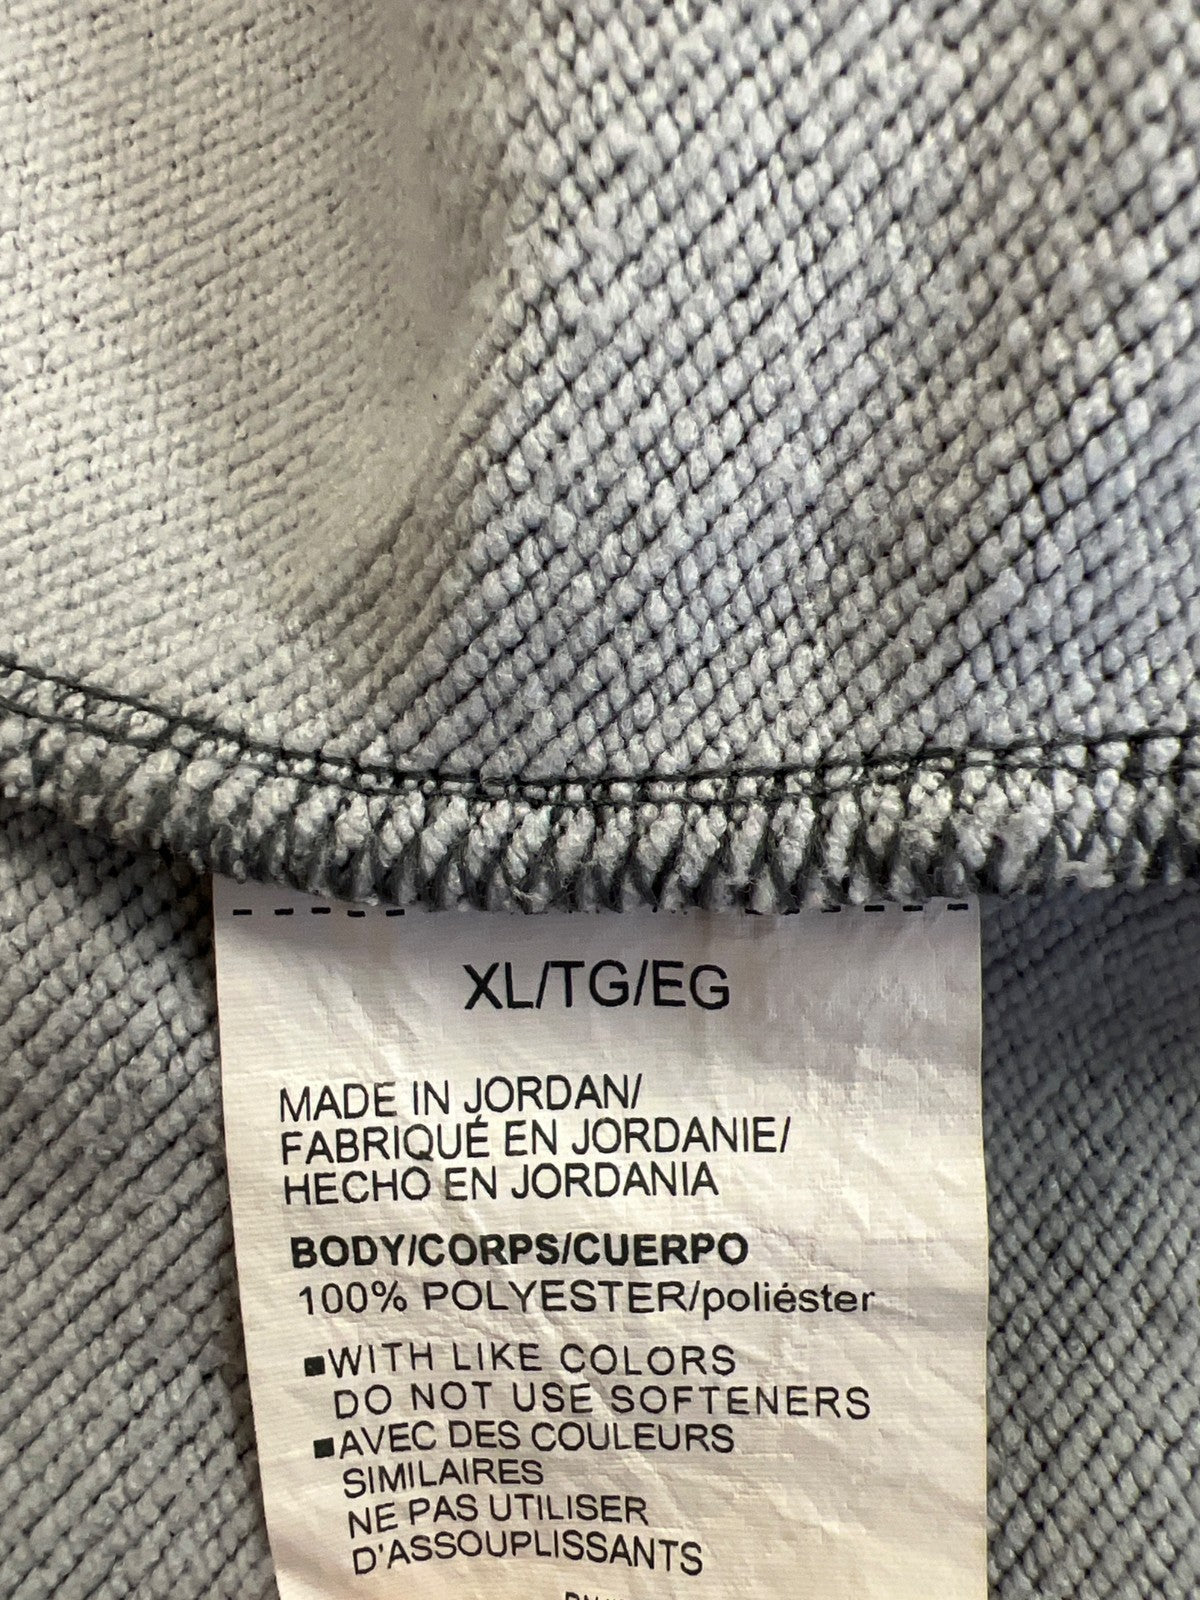 XL/TG/EG
MADE IN JORDAN/
FABRIQUÉ EN JORDANIE/
HECHO EN JORDANIA
BODY/CORPS/CUERPO
100% POLYESTER/poliéster
■WITH LIKE COLORS
DO NOT USE SOFTENERS
■AVEC DES COULEURS
SIMILAIRES
NE PAS UTILISER
D'ASSOUPLISSANTS